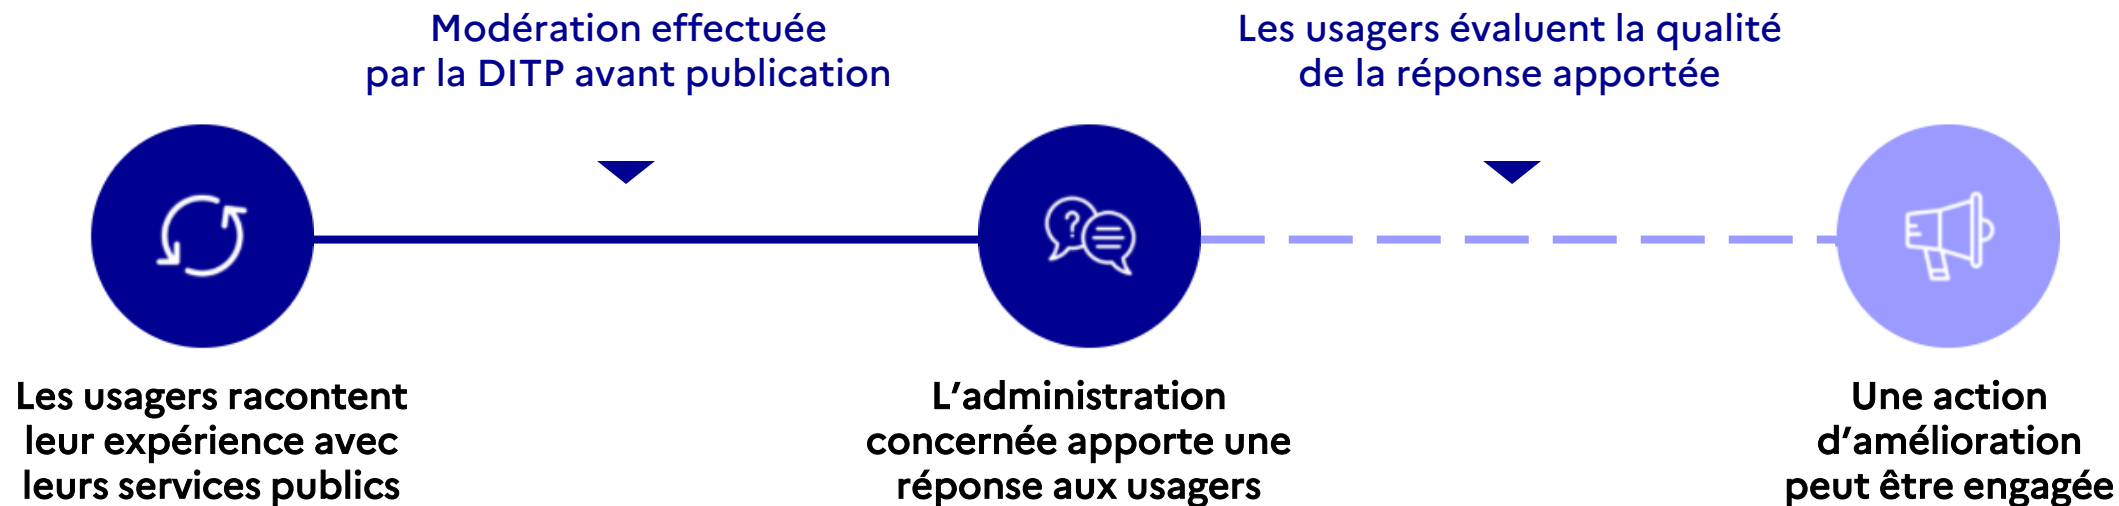 Modération effectuée
par la DITP avant publication
Les usagers évaluent la qualité
de la réponse apportée
?
Les usagers racontent
leur expérience avec
leurs services publics
L’administration
concernée apporte une
réponse aux usagers
Une action
d’amélioration
peut être engagée